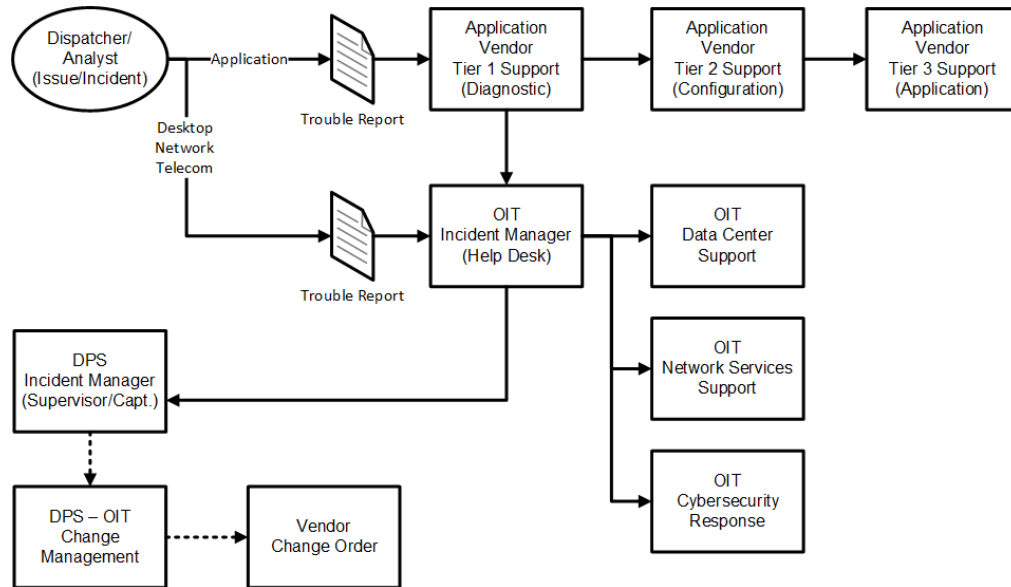 Dispatcher/
Analyst
(Issue/Incident)
Application
Trouble Report
Application
Vendor
Tier 1 Support
(Diagnostic)
Application
Vendor
Tier 2 Support
(Configuration)
Application
Vendor
Tier 3 Support
(Application)
Desktop
Network
Telecom
Trouble Report
OIT
Incident Manager
(Help Desk)
OIT
Data Center
Support
DPS
Incident Manager
(Supervisor/Capt.)
OIT
Network Services
Support
DPS – OIT
Change
Management
Vendor
Change Order
OIT
Cybersecurity
Response